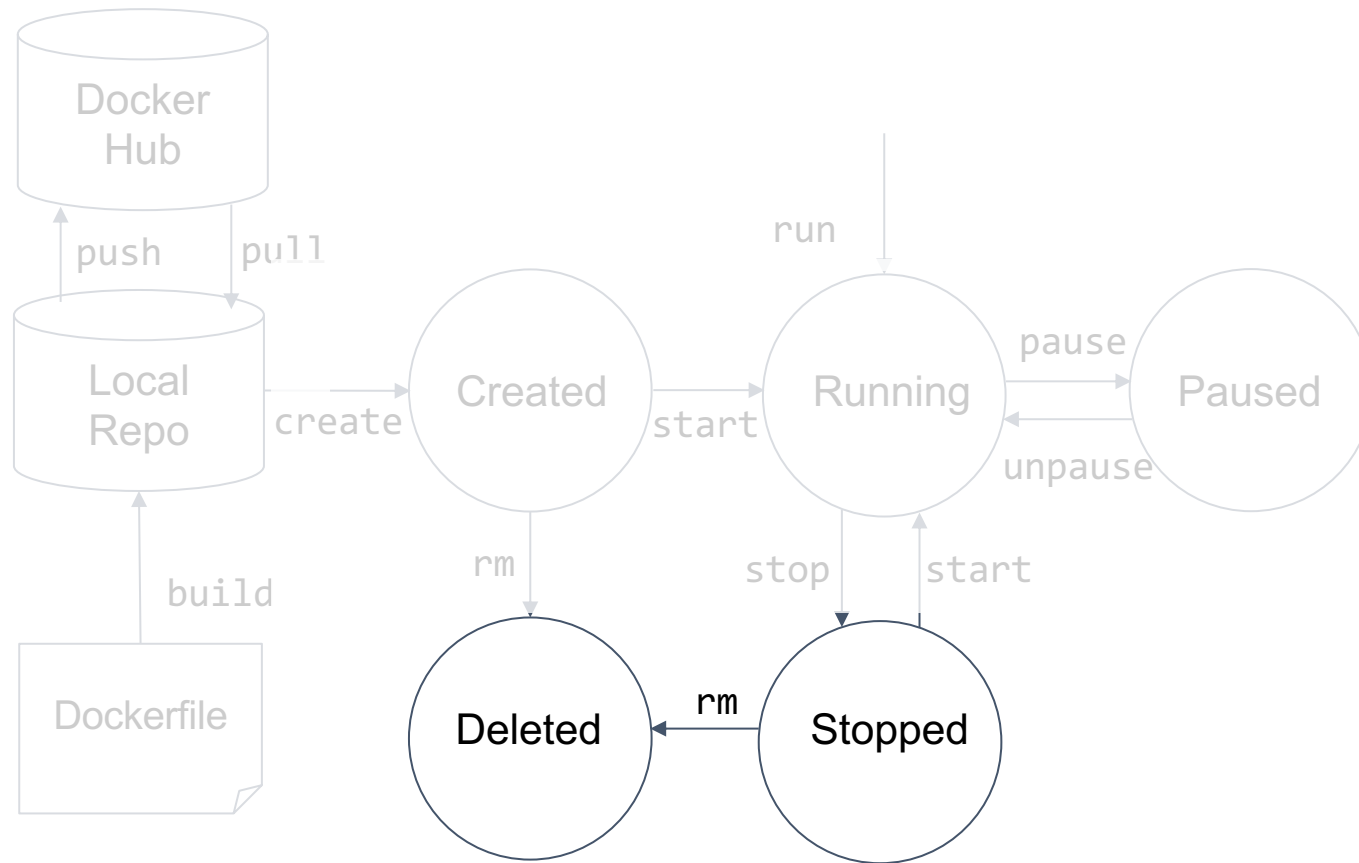 Docker
Hub
push
pull
run
Local
Repo
create
Created
start
Running
pause
unpause
Paused
rm
stop
start
build
Dockerfile
Deleted
rm
Stopped